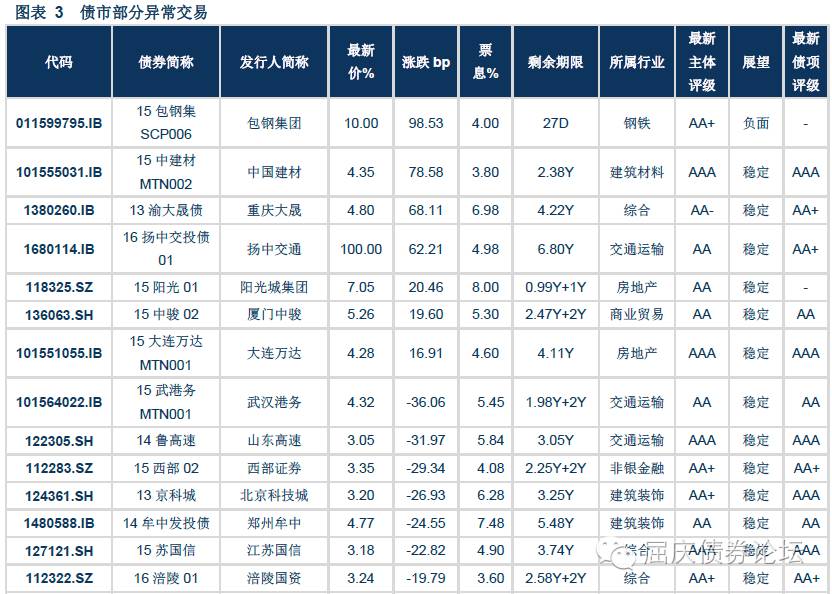 图表 3 债市部分异常交易
代码 债券简称 发行人简称 最新价% 涨跌 bp 票息% 剩余期限 所属行业 最新主体评级 展望 最新债项评级
011599795.IB 15 包钢集 SCP006 包钢集团 10.00 98.53 4.00 27D 钢铁 AA+ 负面 -
101555031.IB 15 中建材 MTN002 中国建材 4.35 78.58 3.80 2.38Y 建筑材料 AAA 稳定 AAA
1380260.IB 13 渝大晟债 重庆大晟 4.80 68.11 6.98 4.22Y 综合 AA- 稳定 AA+
1680114.IB 16 扬中交投债 01 扬中交通 100.00 62.21 4.98 6.80Y 交通运输 AA 稳定 AA+
118325.SZ 15 阳光 01 阳光城集团 7.05 20.46 8.00 0.99Y+1Y 房地产 AA 稳定 -
136063.SH 15 中骏 02 厦门中骏 5.26 19.60 5.30 2.47Y+2Y 商业贸易 AA 稳定 AA
101551055.IB 15 大连万达 MTN001 大连万达 4.28 16.91 4.60 4.11Y 房地产 AAA 稳定 AAA
101564022.IB 15 武港务 MTN001 武汉港务 4.32 -36.06 5.45 1.98Y+2Y 交通运输 AA 稳定 AA
122305.SH 14 鲁高速 山东高速 3.05 -31.97 5.84 3.05Y 交通运输 AAA 稳定 AAA
112283.SZ 15 西部 02 西部证券 3.35 -29.34 4.08 2.25Y+2Y 非银金融 AA+ 稳定 AA+
124361.SH 13 京科城 北京科技城 3.20 -26.93 6.28 3.25Y 建筑装饰 AA+ 稳定 AAA
1480588.IB 14 牟中发投债 郑州牟中 4.77 -24.55 7.48 5.48Y 建筑装饰 AA 稳定 AA
127121.SH 15 苏国信 江苏国信 3.18 -22.82 4.90 3.74Y 综合 AAA 稳定 AAA
112322.SZ 16 涪陵 01 涪陵国资 3.24 -19.79 3.60 2.58Y+2Y 综合 AA+ 稳定 AA+
屈庆债券论坛